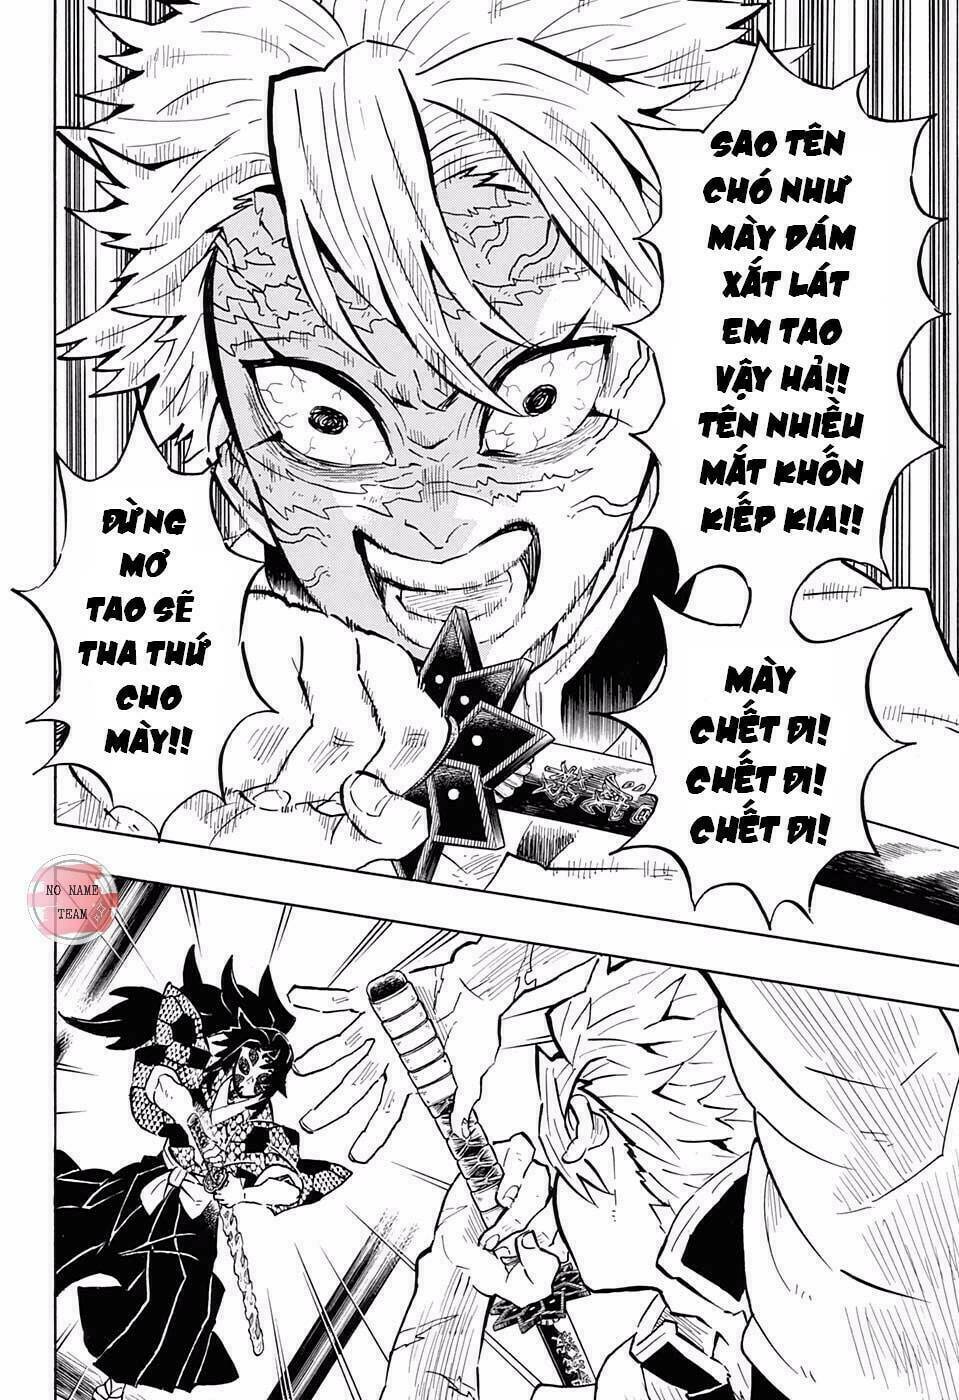 SAO TÊN
CHÓ NHƯ
MÀY DÁM
XẮT LÁT
EM TAO
VẬY HẢ!!
TÊN NHIỀU
MẮT KHỐN
KIẾP KIA!!
MÀY
CHẾT ĐI!
CHẾT ĐI!
CHẾT ĐI!
ĐỪNG
MƠ
TAO SẼ
THA THỨ
CHO
MÀY!!
NO NAME
TEAM